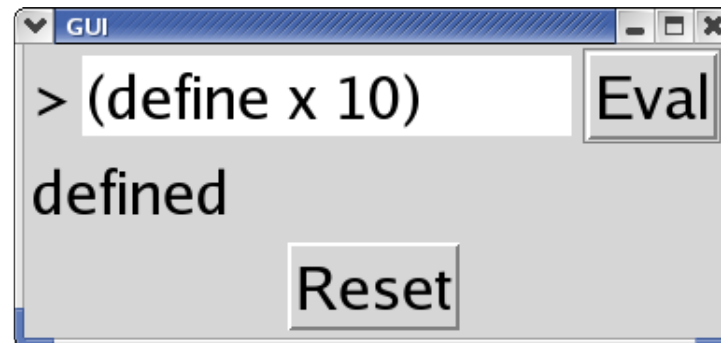 GUI
> (define x 10) Eval
defined
Reset